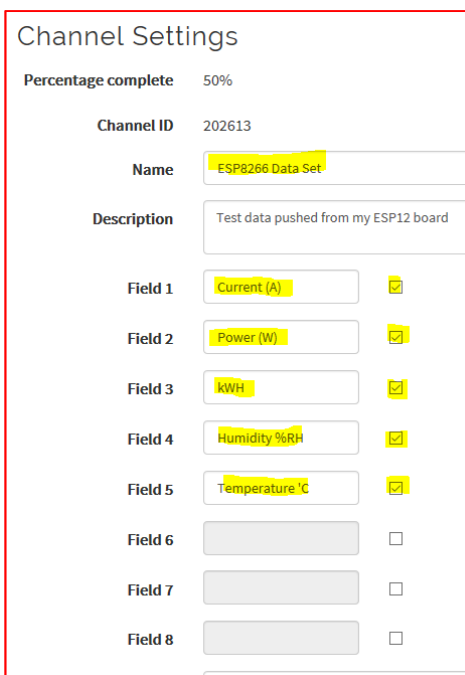 Channel Settings
Percentage complete 50%
Channel ID 202613
Name ESP8266 Data Set
Description Test data pushed from my ESP12 board
Field 1 Current (A)
Field 2 Power (W)
Field 3 kWH
Field 4 Humidity %RH
Field 5 Temperature 'C
Field 6
Field 7
Field 8